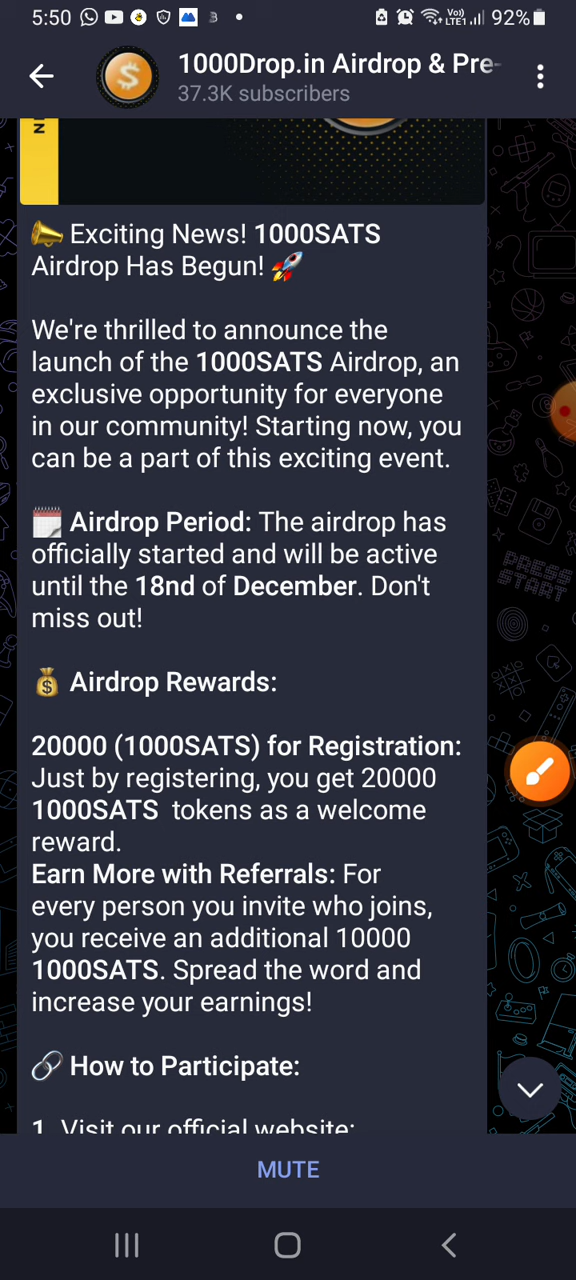 5:50
Vo)) LTE1 92%
1000Drop.in Airdrop & Pre-
37.3K subscribers
📣 Exciting News! 1000SATS
Airdrop Has Begun! 🚀
We're thrilled to announce the
launch of the 1000SATS Airdrop, an
exclusive opportunity for everyone
in our community! Starting now, you
can be a part of this exciting event.
🗓 Airdrop Period: The airdrop has
officially started and will be active
until the 18nd of December. Don't
miss out!
💰 Airdrop Rewards:
20000 (1000SATS) for Registration:
Just by registering, you get 20000
1000SATS tokens as a welcome
reward.
Earn More with Referrals: For
every person you invite who joins,
you receive an additional 10000
1000SATS. Spread the word and
increase your earnings!
🔗 How to Participate:
1. Visit our official website:
PRESS
START
MUTE